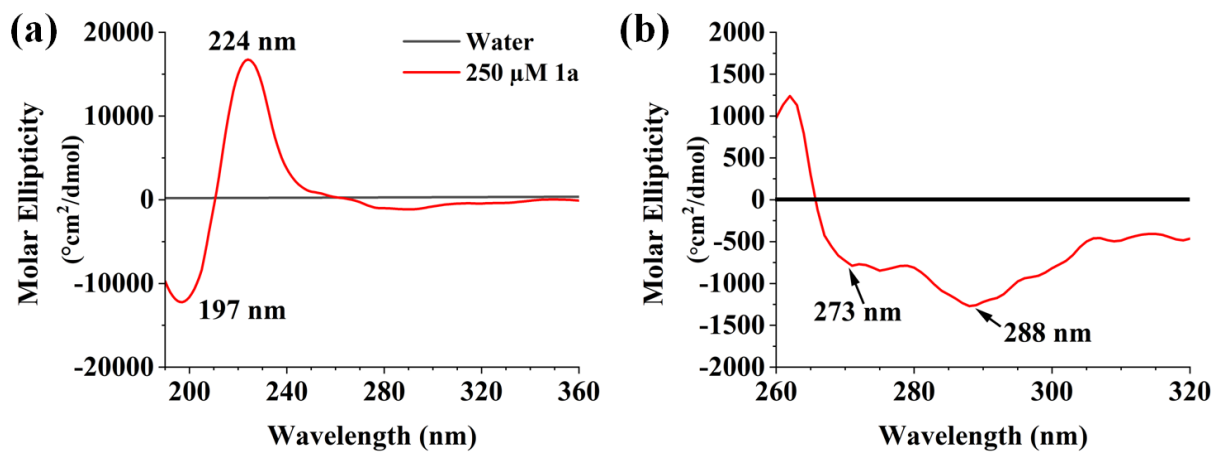 (a)
Molar Ellipticity
(°cm²/dmol)
20000
10000
0
-10000
-20000
224 nm
197 nm
Water
250 µM 1a
200
240
280
320
360
Wavelength (nm)
(b)
Molar Ellipticity
(°cm²/dmol)
2000
1500
1000
500
0
-500
-1000
-1500
-2000
273 nm
288 nm
260
280
300
320
Wavelength (nm)